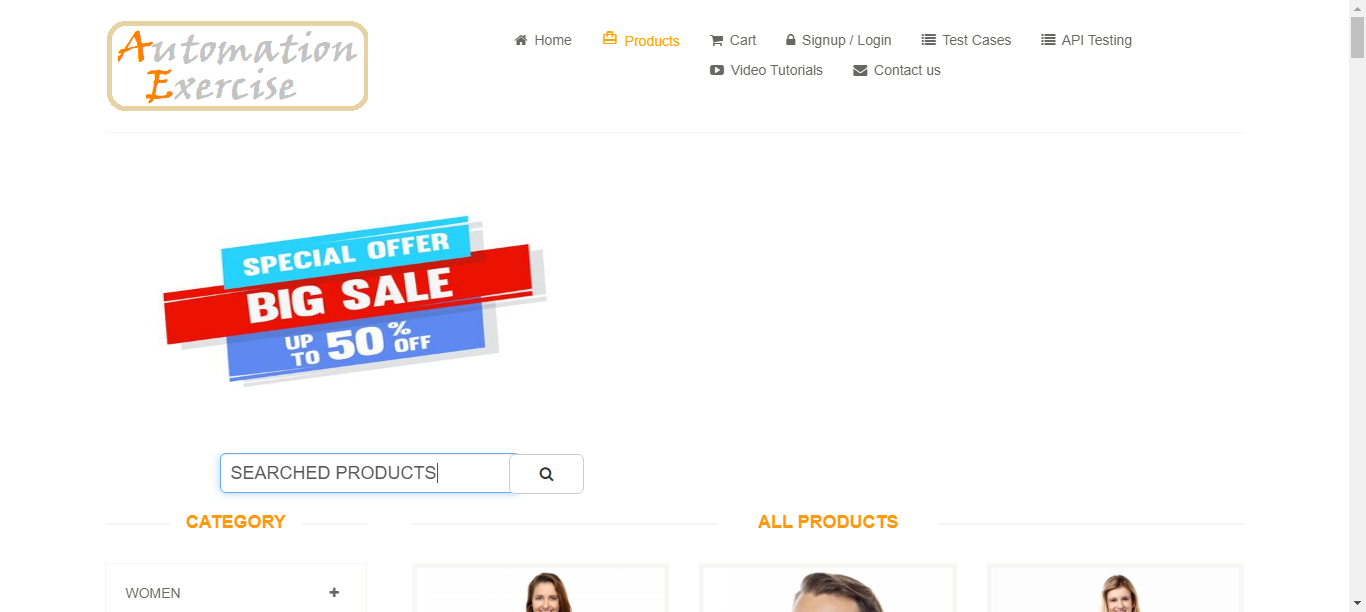 Automation
Exercise
Home
Products
Cart
Signup / Login
Test Cases
API Testing
Video Tutorials
Contact us
SPECIAL OFFER
BIG SALE
UP TO 50% OFF
SEARCHED PRODUCTS
CATEGORY
ALL PRODUCTS
WOMEN